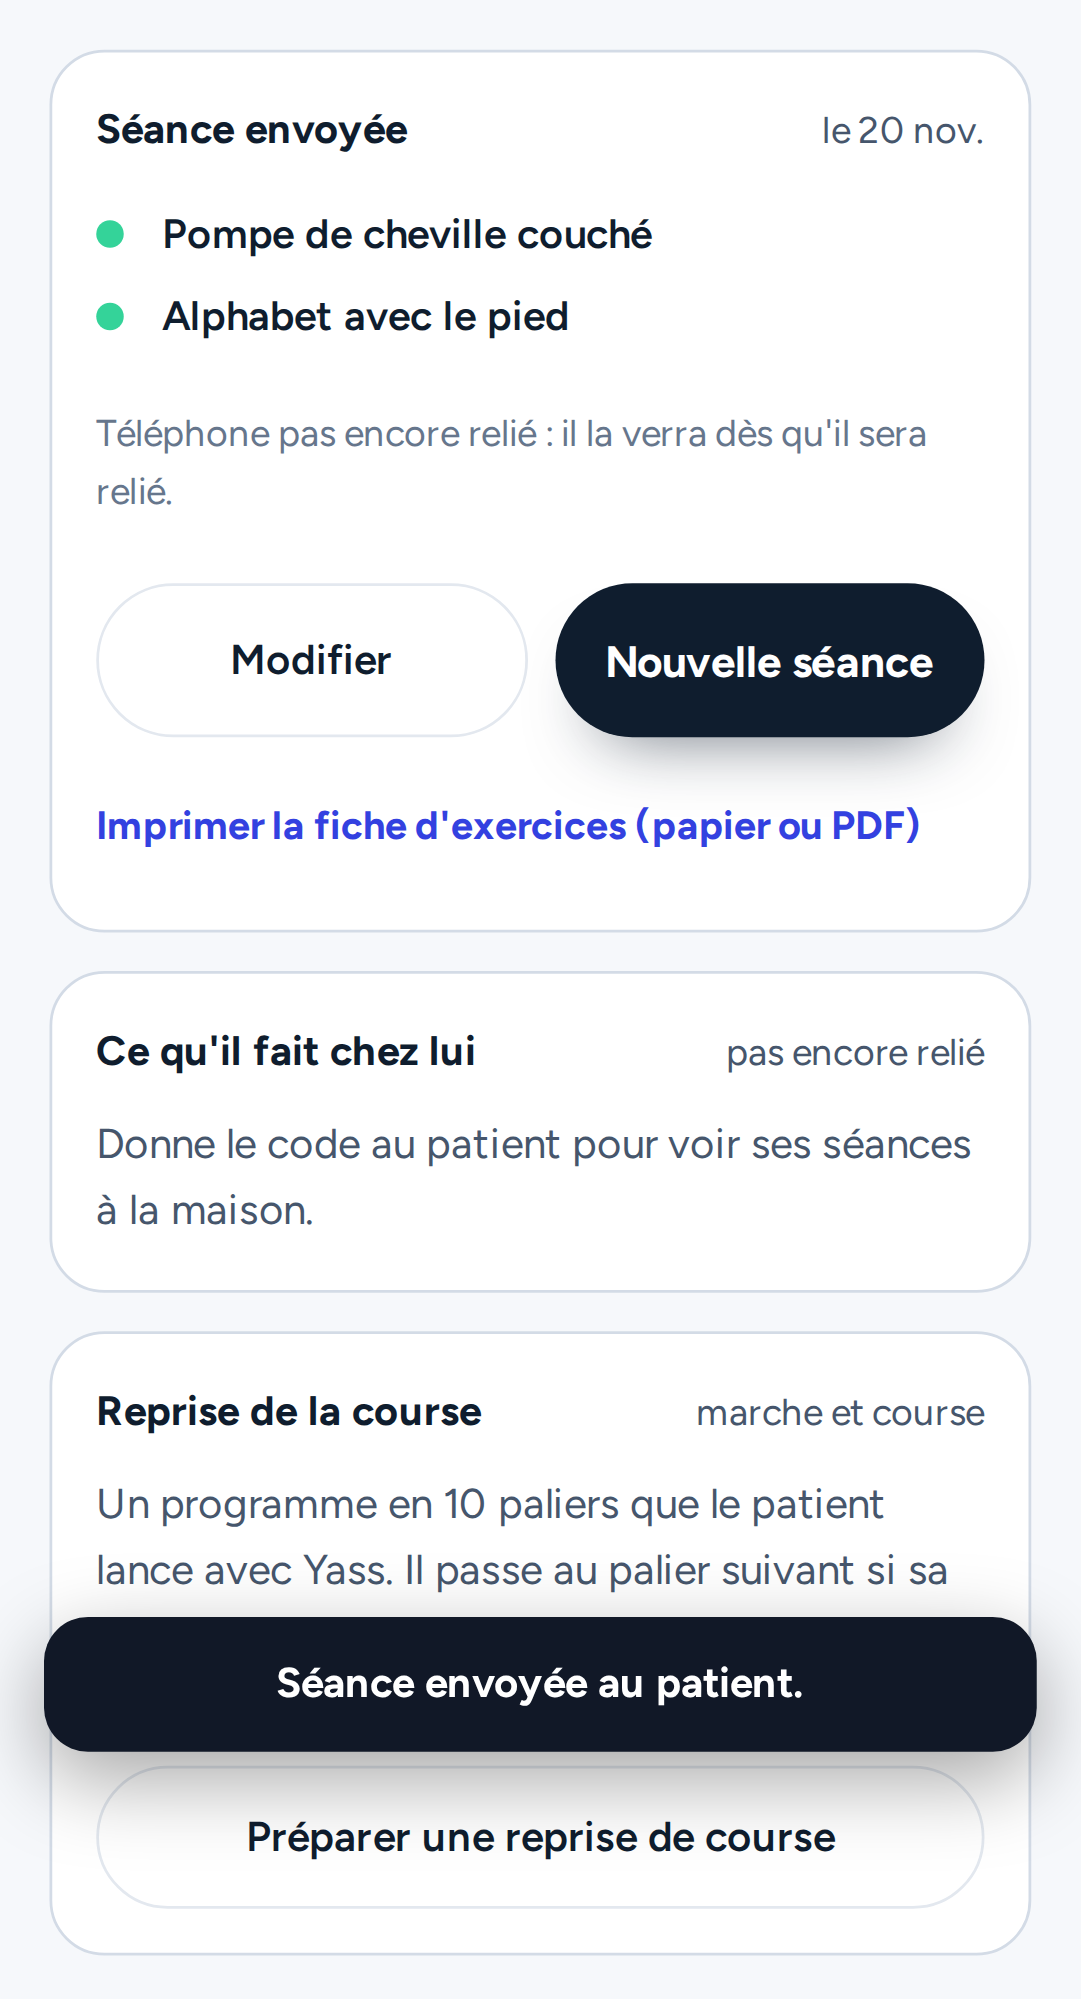 Séance envoyée
le 20 nov.
Pompe de cheville couché
Alphabet avec le pied
Téléphone pas encore relié : il la verra dès qu'il sera
relié.
Modifier
Nouvelle séance
Imprimer la fiche d'exercices (papier ou PDF)
Ce qu'il fait chez lui
pas encore relié
Donne le code au patient pour voir ses séances
à la maison.
Reprise de la course
marche et course
Un programme en 10 paliers que le patient
lance avec Yass. Il passe au palier suivant si sa
Séance envoyée au patient.
Préparer une reprise de course